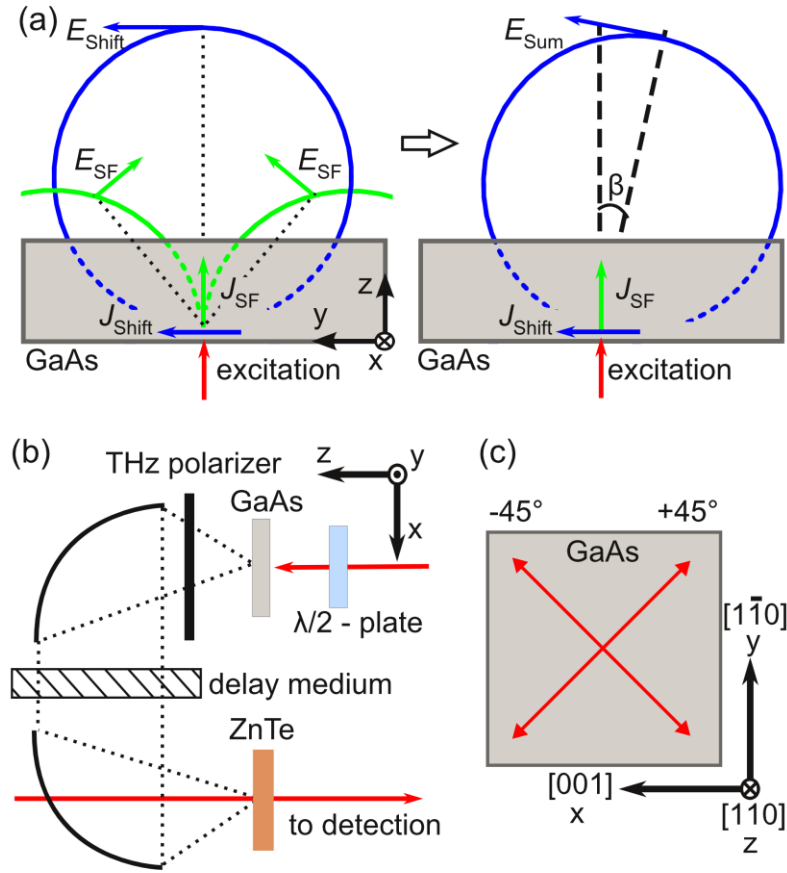 (a)
E_Shift
E_Sum
E_SF
E_SF
β
J_SF
J_SF
z
J_Shift
y
J_Shift
x
GaAs
excitation
GaAs
excitation
(b)
THz polarizer
z
y
GaAs
x
λ/2 - plate
delay medium
ZnTe
to detection
(c)
-45°
+45°
GaAs
[11̄0]
y
[001]
x
[110]
z